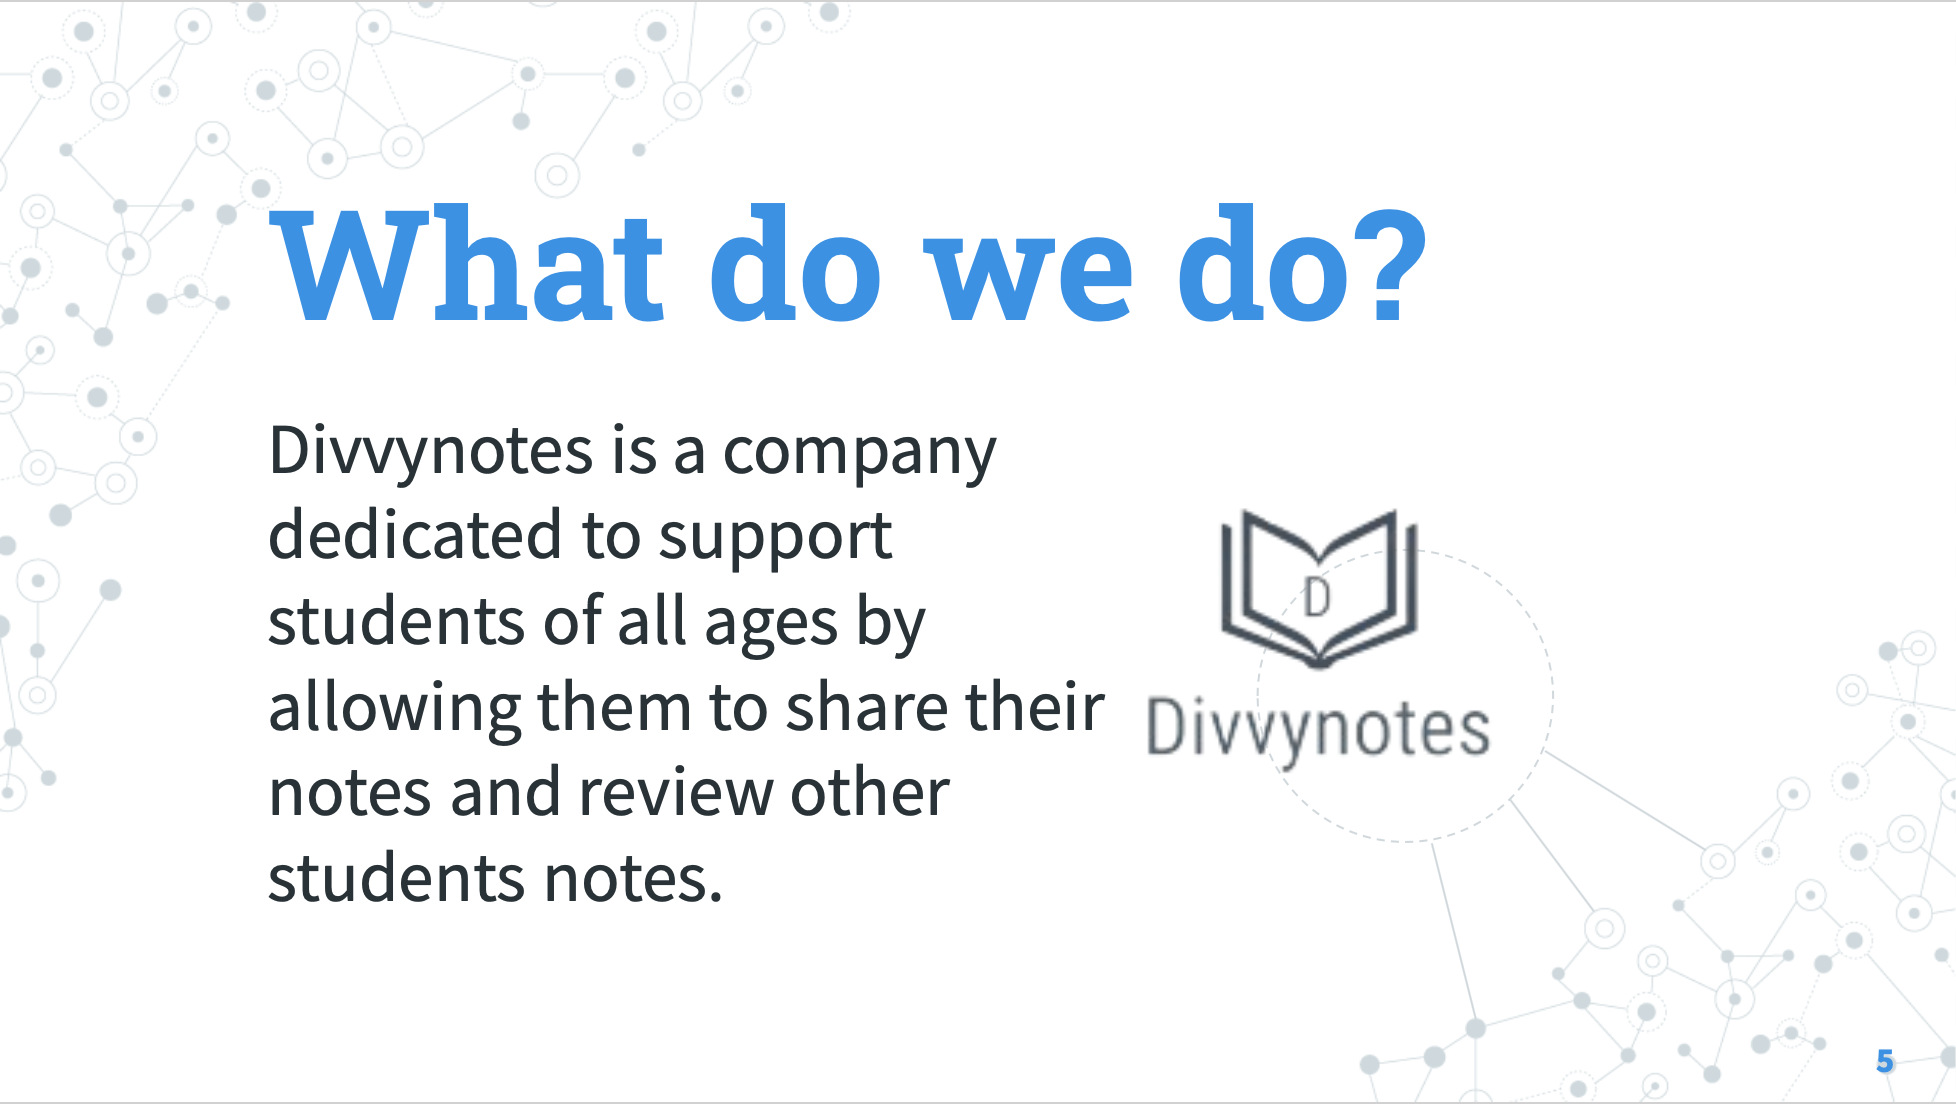 What do we do?
Divvynotes is a company
dedicated to support
students of all ages by
allowing them to share their
notes and review other
students notes.
D
Divvynotes
5